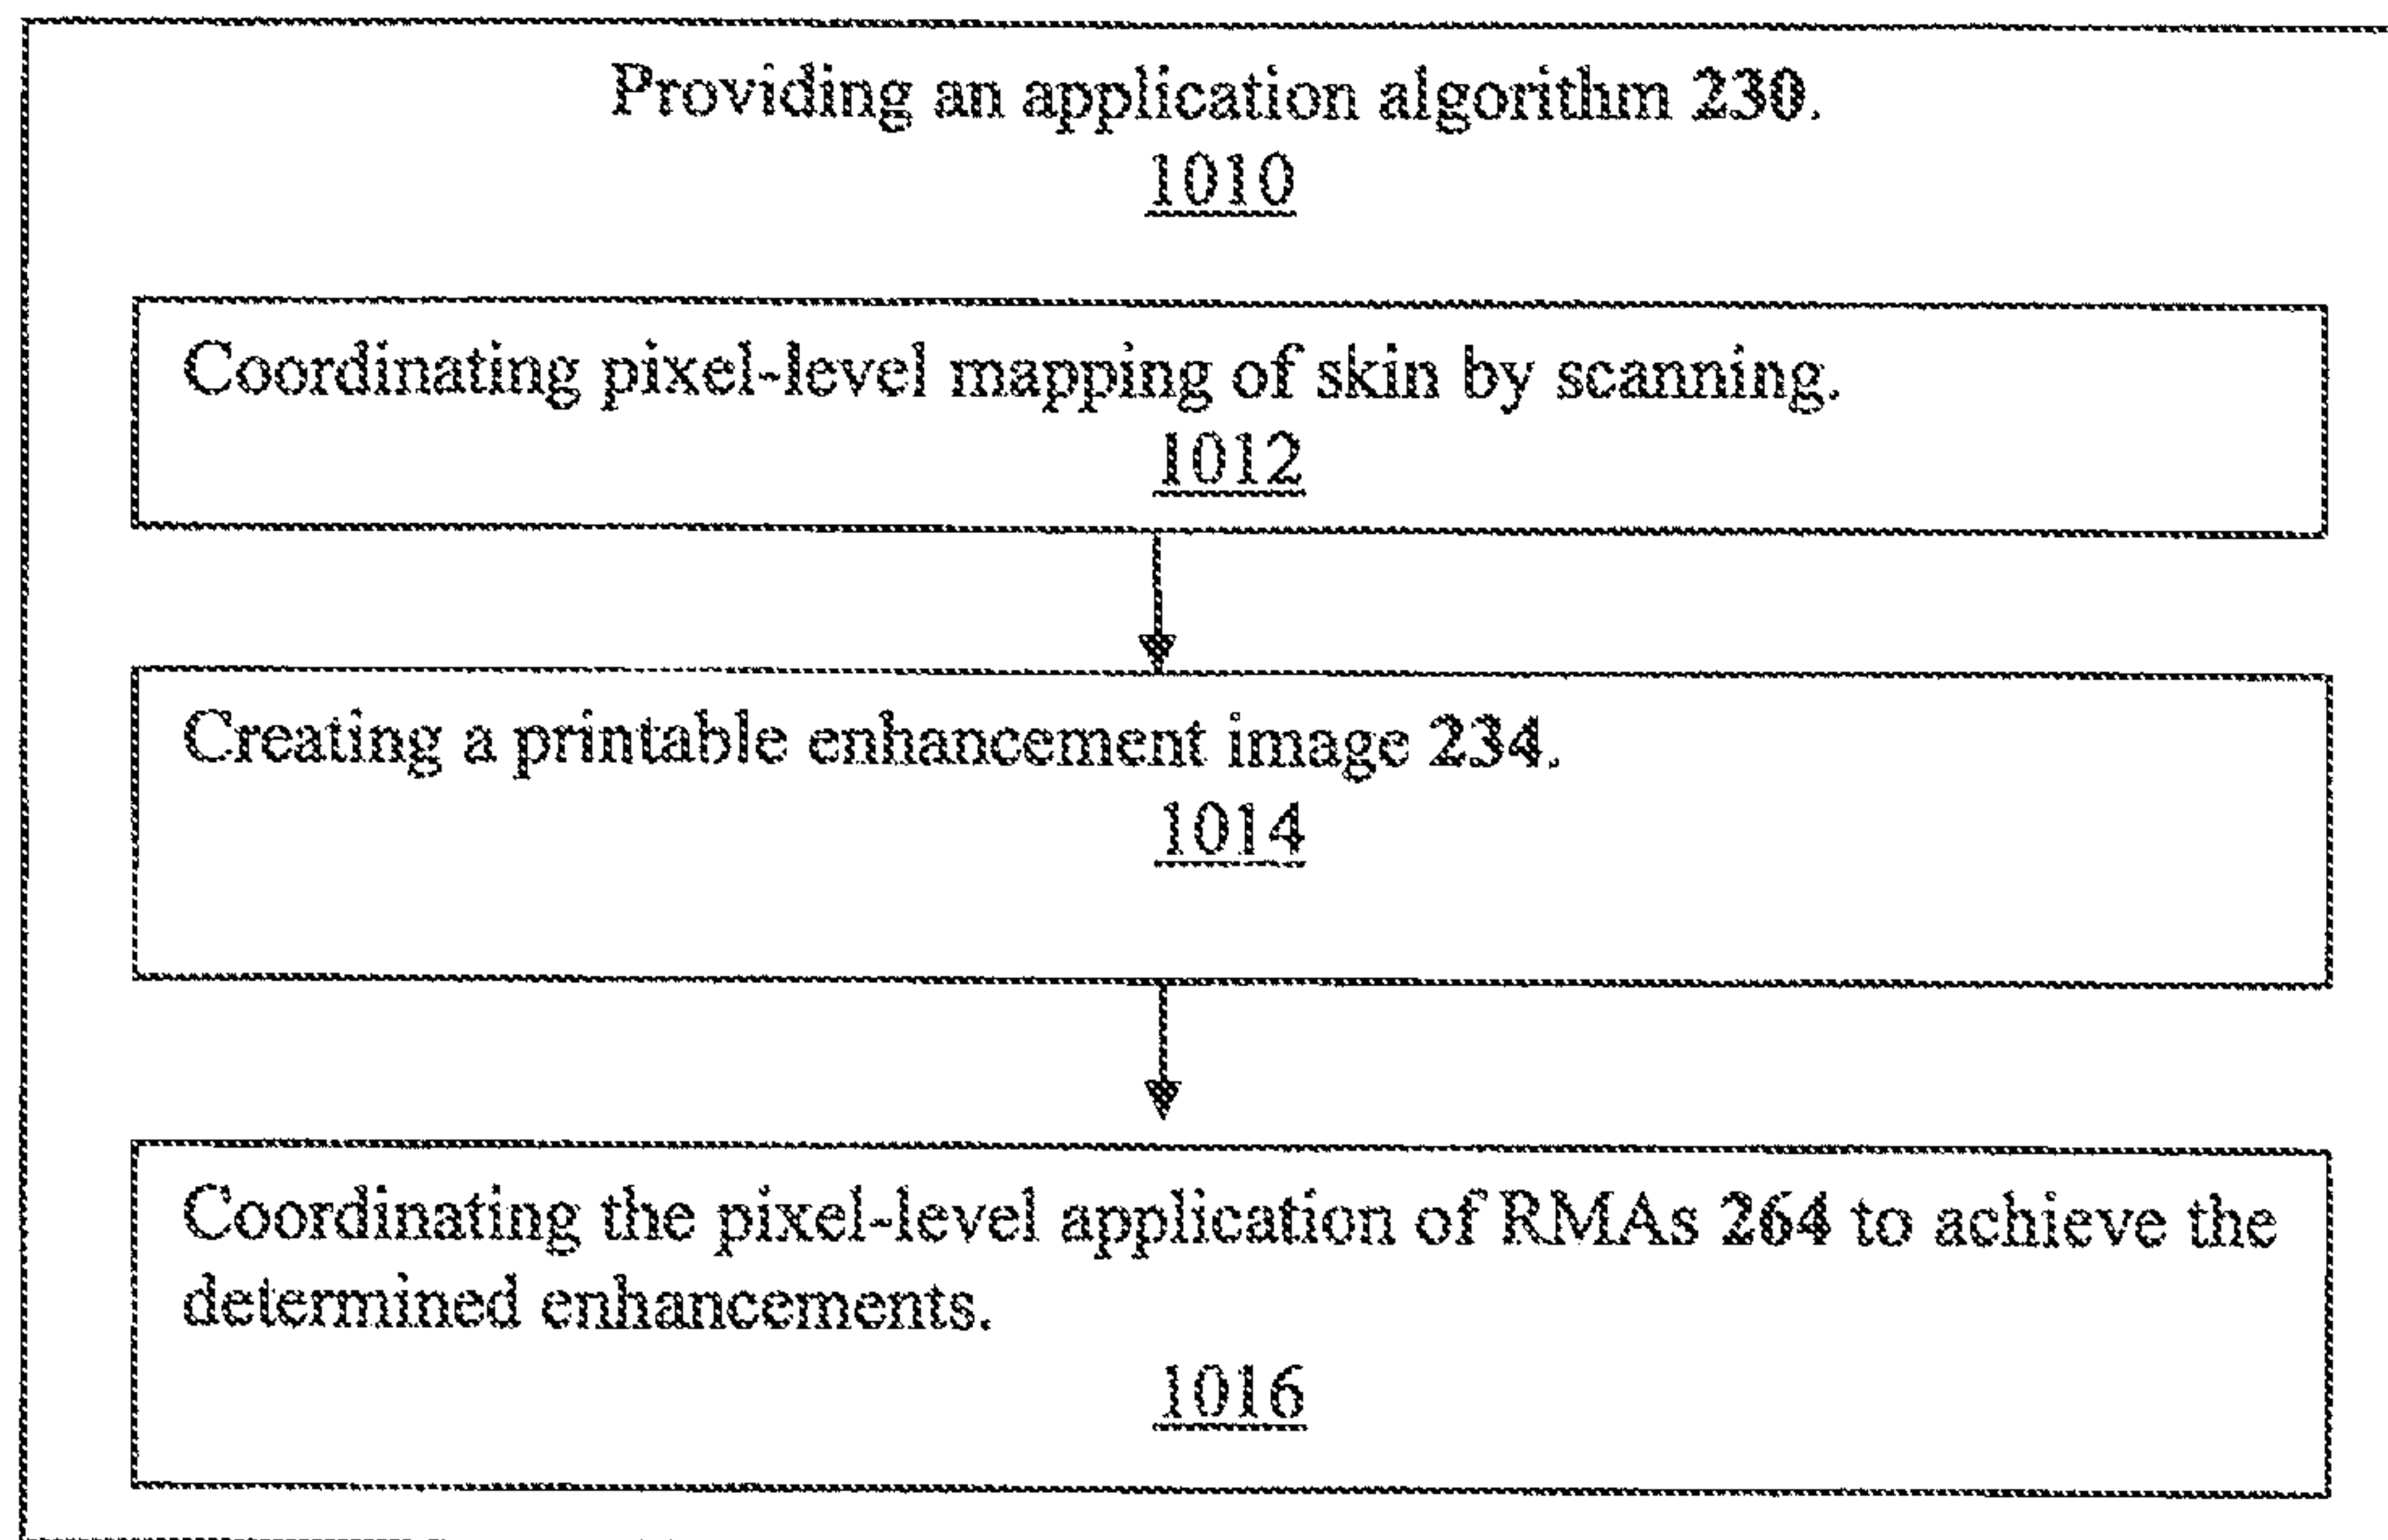 Providing an application algorithm 230.
1010
Coordinating pixel-level mapping of skin by scanning.
1012
Creating a printable enhancement image 234.
1014
Coordinating the pixel-level application of RMAs 264 to achieve the
determined enhancements.
1016